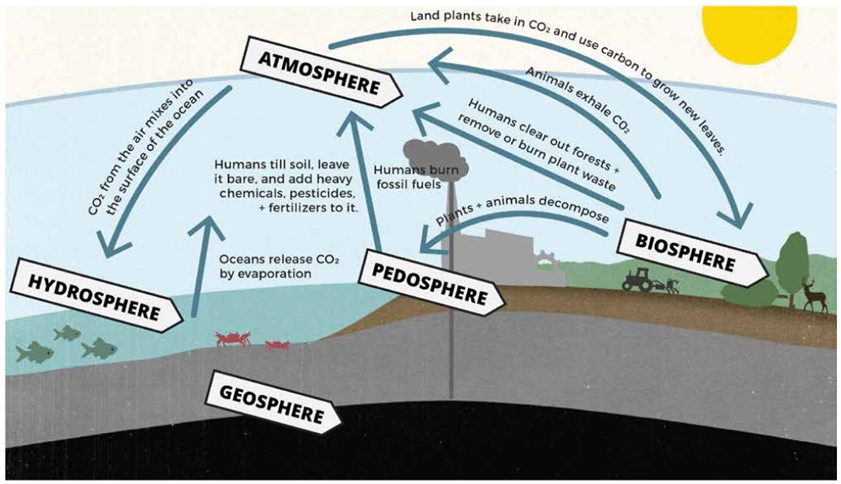 Land plants take in CO₂ and use carbon to grow new leaves.
ATMOSPHERE
Animals exhale CO₂
CO₂ from the air mixes into
the surface of the ocean
Humans clear out forests +
remove or burn plant waste
Humans till soil, leave
it bare, and add heavy
chemicals, pesticides,
+ fertilizers to it.
Humans burn
fossil fuels
Plants + animals decompose
BIOSPHERE
Oceans release CO₂
by evaporation
PEDOSPHERE
HYDROSPHERE
GEOSPHERE